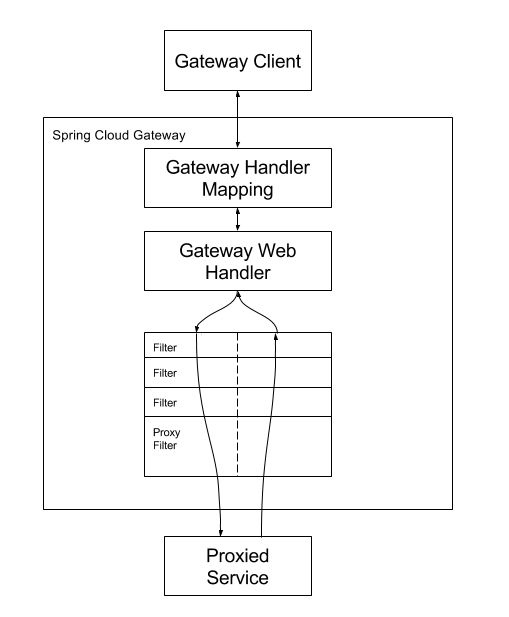 Gateway Client
Spring Cloud Gateway
Gateway Handler
Mapping
Gateway Web
Handler
Filter
Filter
Filter
Proxy
Filter
Proxied
Service